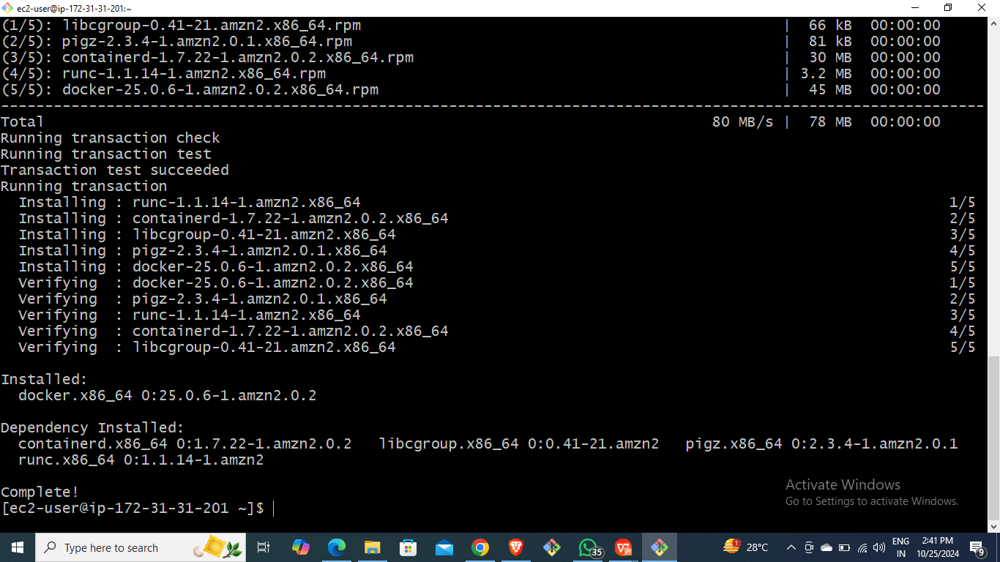 ec2-user@ip-172-31-31-201:~
(1/5): libcgroup-0.41-21.amzn2.x86_64.rpm | 66 kB 00:00:00
(2/5): pigz-2.3.4-1.amzn2.0.1.x86_64.rpm | 81 kB 00:00:00
(3/5): containerd-1.7.22-1.amzn2.0.2.x86_64.rpm | 30 MB 00:00:00
(4/5): runc-1.1.14-1.amzn2.x86_64.rpm | 3.2 MB 00:00:00
(5/5): docker-25.0.6-1.amzn2.0.2.x86_64.rpm | 45 MB 00:00:00
--------------------------------------------------------------------------------------------------------------
Total 80 MB/s | 78 MB 00:00:00
Running transaction check
Running transaction test
Transaction test succeeded
Running transaction
Installing : runc-1.1.14-1.amzn2.x86_64 1/5
Installing : containerd-1.7.22-1.amzn2.0.2.x86_64 2/5
Installing : libcgroup-0.41-21.amzn2.x86_64 3/5
Installing : pigz-2.3.4-1.amzn2.0.1.x86_64 4/5
Installing : docker-25.0.6-1.amzn2.0.2.x86_64 5/5
Verifying : docker-25.0.6-1.amzn2.0.2.x86_64 1/5
Verifying : pigz-2.3.4-1.amzn2.0.1.x86_64 2/5
Verifying : runc-1.1.14-1.amzn2.x86_64 3/5
Verifying : containerd-1.7.22-1.amzn2.0.2.x86_64 4/5
Verifying : libcgroup-0.41-21.amzn2.x86_64 5/5
Installed:
docker.x86_64 0:25.0.6-1.amzn2.0.2
Dependency Installed:
containerd.x86_64 0:1.7.22-1.amzn2.0.2 libcgroup.x86_64 0:0.41-21.amzn2 pigz.x86_64 0:2.3.4-1.amzn2.0.1
runc.x86_64 0:1.1.14-1.amzn2
Complete!
[ec2-user@ip-172-31-31-201 ~]$
Activate Windows
Go to Settings to activate Windows.
Type here to search
35
1
28°C
ENG
IN
2:41 PM
10/25/2024
9